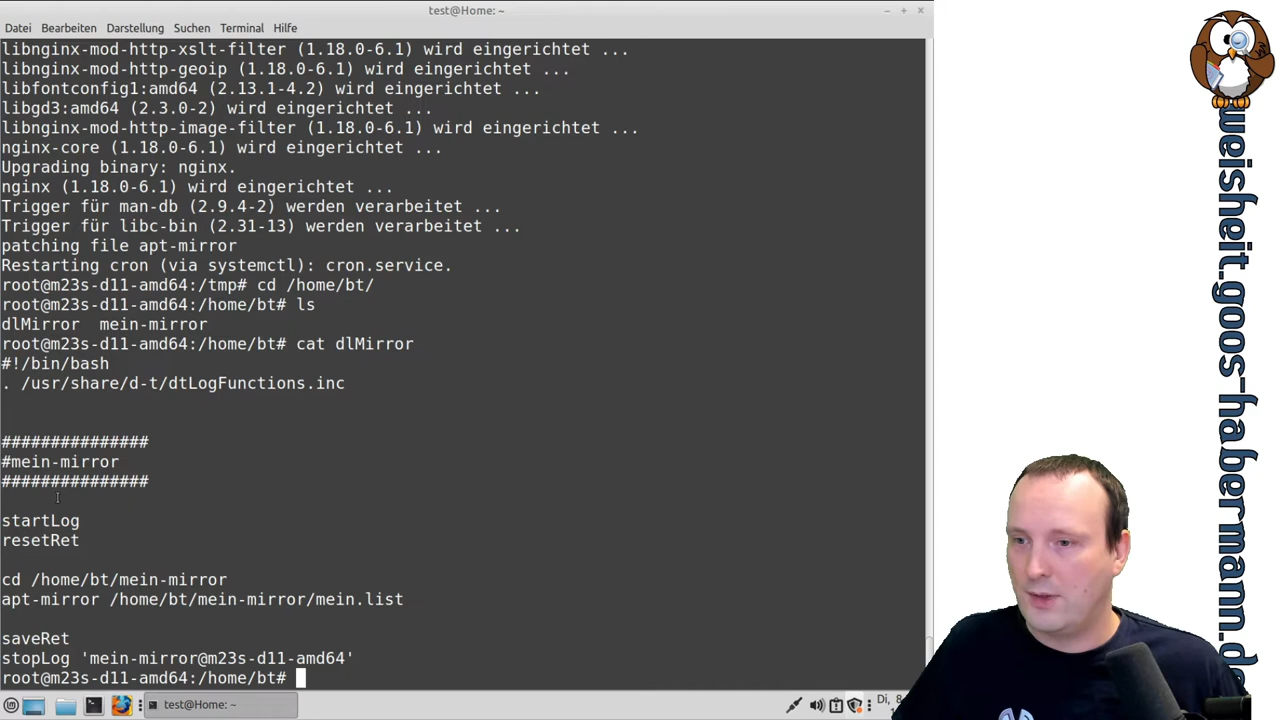 test@Home: ~
Datei Bearbeiten Darstellung Suchen Terminal Hilfe
libnginx-mod-http-xslt-filter (1.18.0-6.1) wird eingerichtet ...
libnginx-mod-http-geoip (1.18.0-6.1) wird eingerichtet ...
libfontconfig1:amd64 (2.13.1-4.2) wird eingerichtet ...
libgd3:amd64 (2.3.0-2) wird eingerichtet ...
libnginx-mod-http-image-filter (1.18.0-6.1) wird eingerichtet ...
nginx-core (1.18.0-6.1) wird eingerichtet ...
Upgrading binary: nginx.
nginx (1.18.0-6.1) wird eingerichtet ...
Trigger für man-db (2.9.4-2) werden verarbeitet ...
Trigger für libc-bin (2.31-13) werden verarbeitet ...
patching file apt-mirror
Restarting cron (via systemctl): cron.service.
root@m23s-d11-amd64:/tmp# cd /home/bt/
root@m23s-d11-amd64:/home/bt# ls
dlMirror  mein-mirror
root@m23s-d11-amd64:/home/bt# cat dlMirror
#!/bin/bash
. /usr/share/d-t/dtLogFunctions.inc
###############
#mein-mirror
###############
startLog
resetRet
cd /home/bt/mein-mirror
apt-mirror /home/bt/mein-mirror/mein.list
saveRet
stopLog 'mein-mirror@m23s-d11-amd64'
root@m23s-d11-amd64:/home/bt#
test@Home: ~
Di,
weisheit.goos-habermann.de